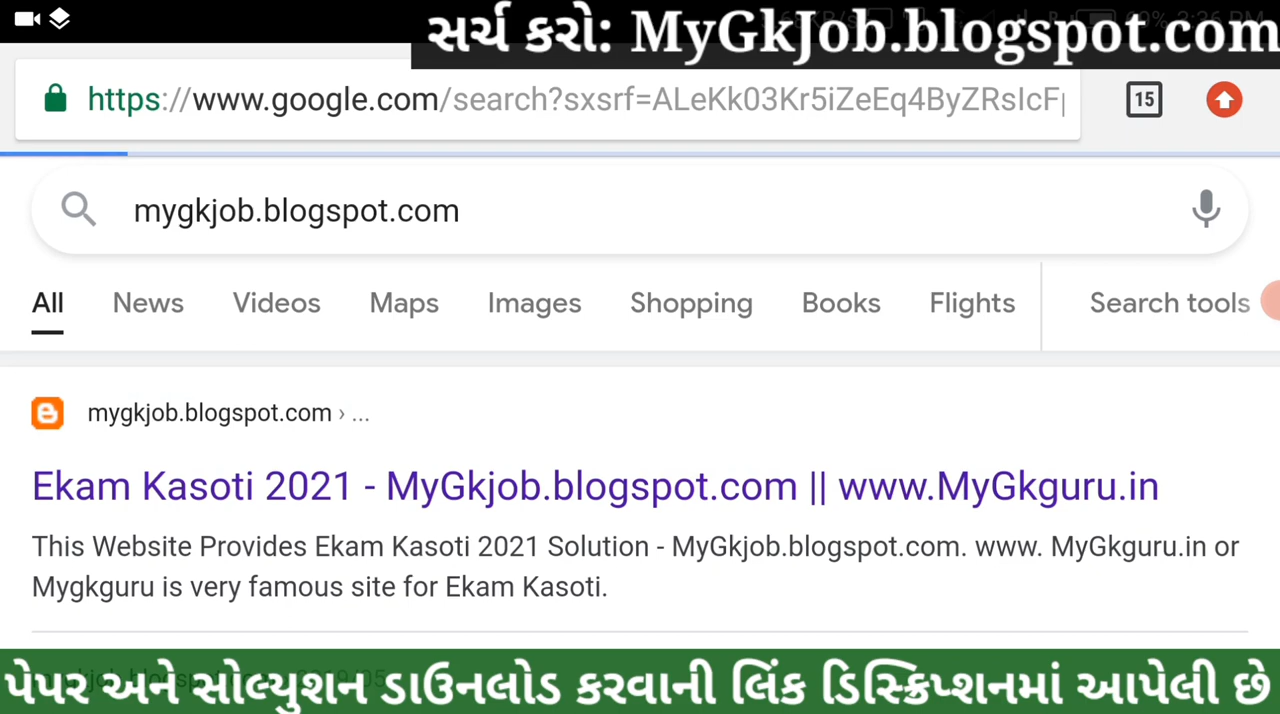 સર્ચ કરો: MyGkJob.blogspot.com
https://www.google.com/search?sxsrf=ALeKk03Kr5iZeEq4ByZRsIcF
15
mygkjob.blogspot.com
All News Videos Maps Images Shopping Books Flights Search tools
mygkjob.blogspot.com › ...
Ekam Kasoti 2021 - MyGkjob.blogspot.com || www.MyGkguru.in
This Website Provides Ekam Kasoti 2021 Solution - MyGkjob.blogspot.com. www. MyGkguru.in or
Mygkguru is very famous site for Ekam Kasoti.
પેપર અને સોલ્યુશન ડાઉનલોડ કરવાની લિંક ડિસ્ક્રિપ્શનમાં આપેલી છે